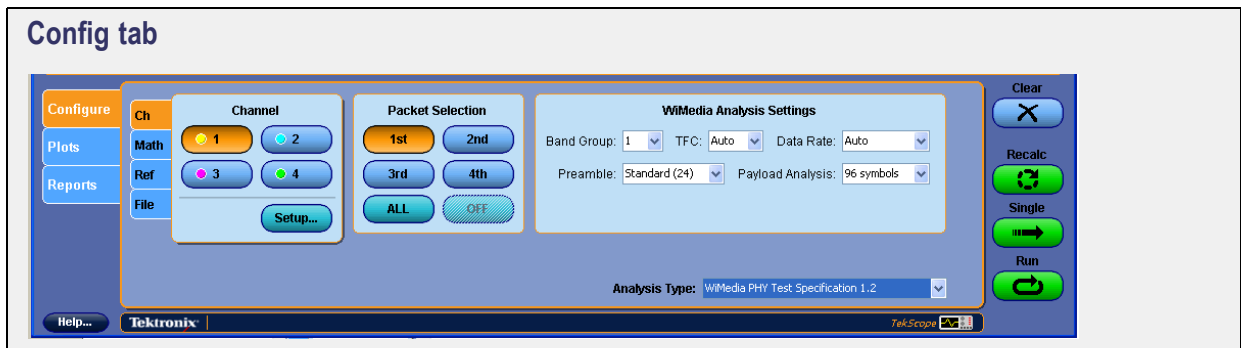 Config tab
Configure
Plots
Reports
Ch
Math
Ref
File
Channel
1
2
3
4
Setup...
Packet Selection
1st
2nd
3rd
4th
ALL
OFF
WiMedia Analysis Settings
Band Group: 1 TFC: Auto Data Rate: Auto
Preamble: Standard (24) Payload Analysis: 96 symbols
Analysis Type: WiMedia PHY Test Specification 1.2
Clear
Recalc
Single
Run
Help...
Tektronix
TekScope